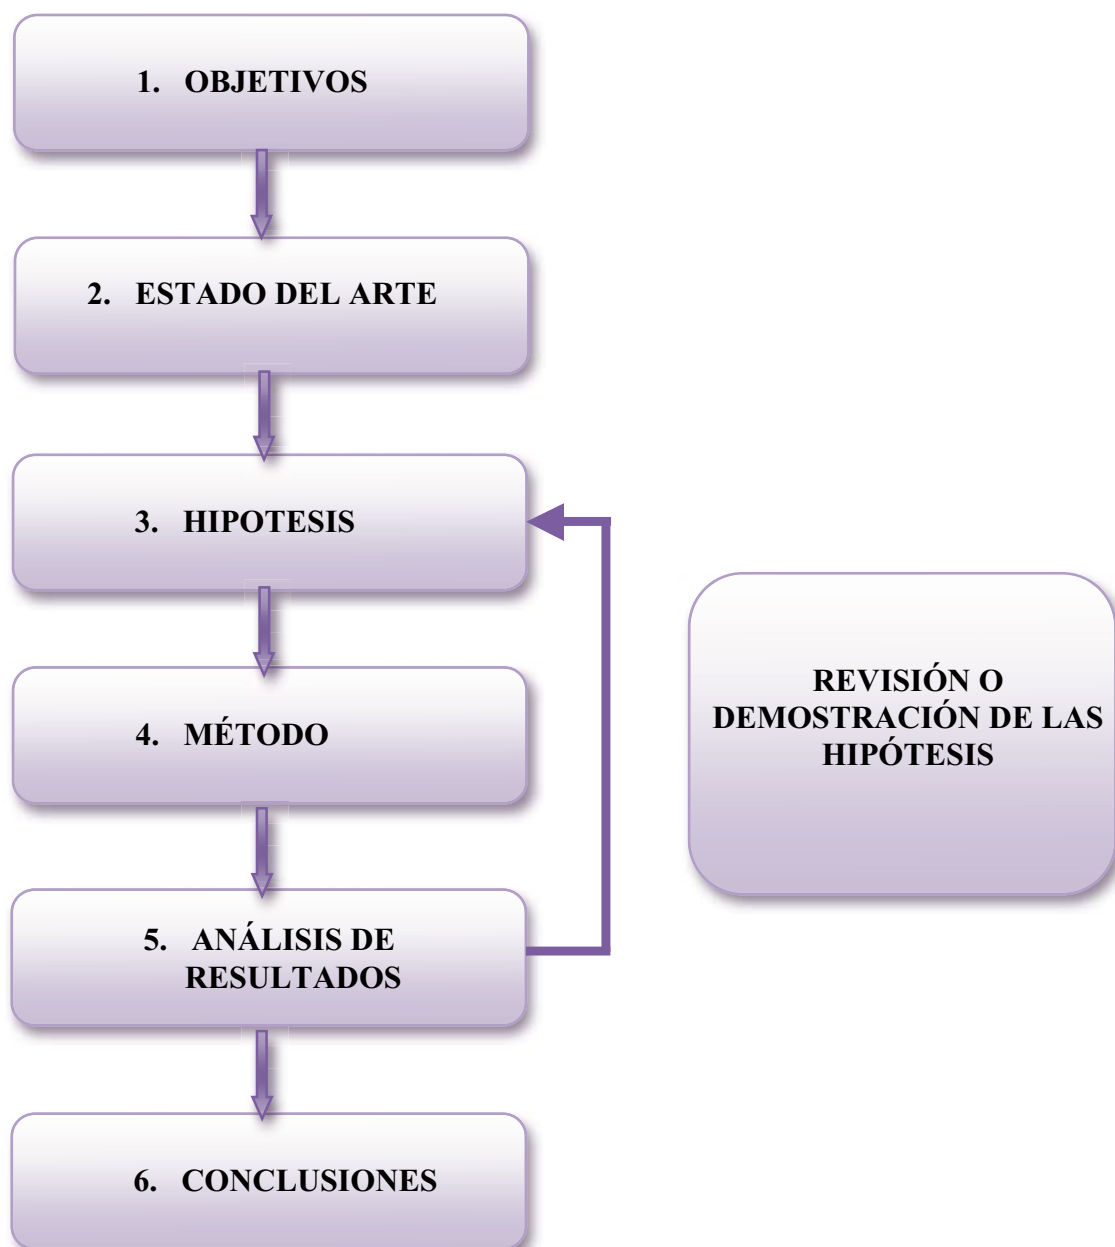 1. OBJETIVOS
2. ESTADO DEL ARTE
3. HIPOTESIS
4. MÉTODO
5. ANÁLISIS DE
RESULTADOS
6. CONCLUSIONES
REVISIÓN O
DEMOSTRACIÓN DE LAS
HIPÓTESIS